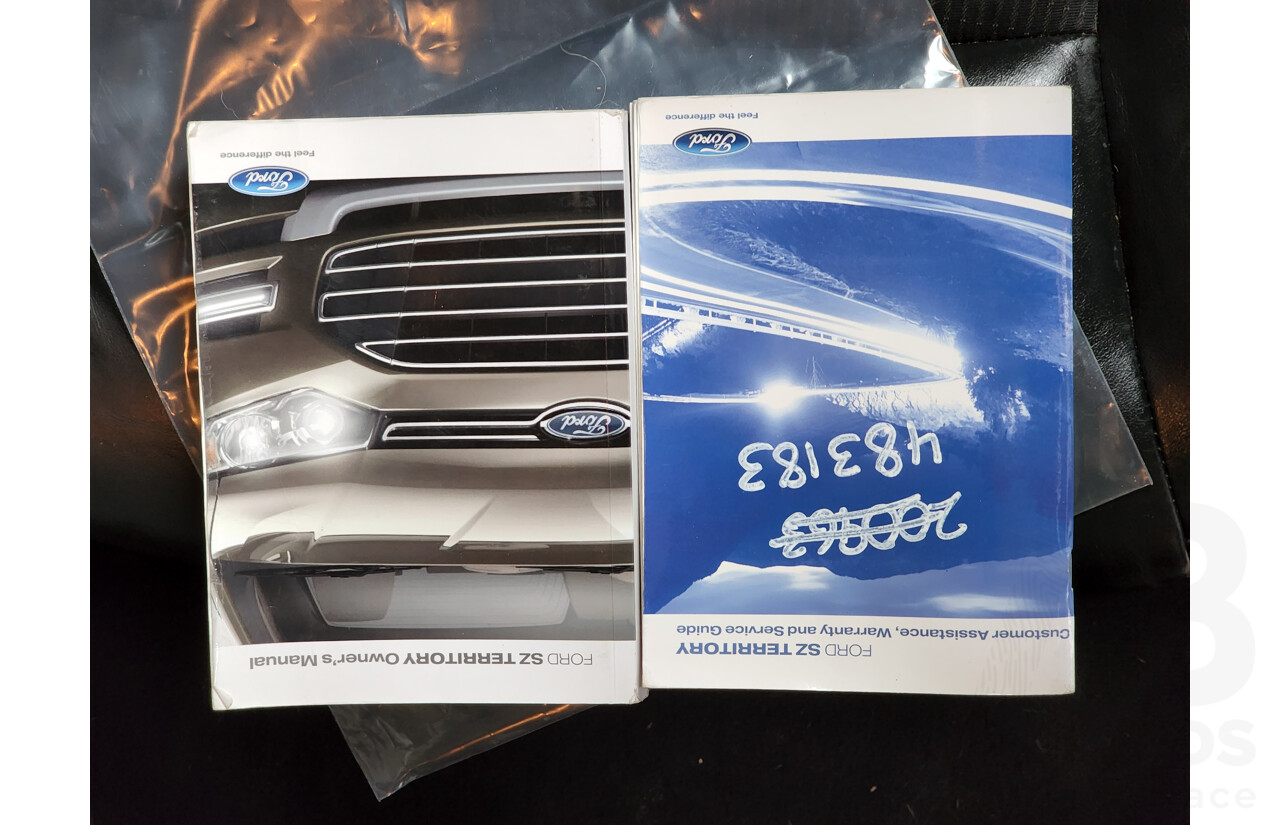 FORD SZ TERRITORY
Customer Assistance, Warranty and Service Guide
483183
Ford
Feel the difference
FORD SZ TERRITORY Owner's Manual
Ford
Ford
Feel the difference